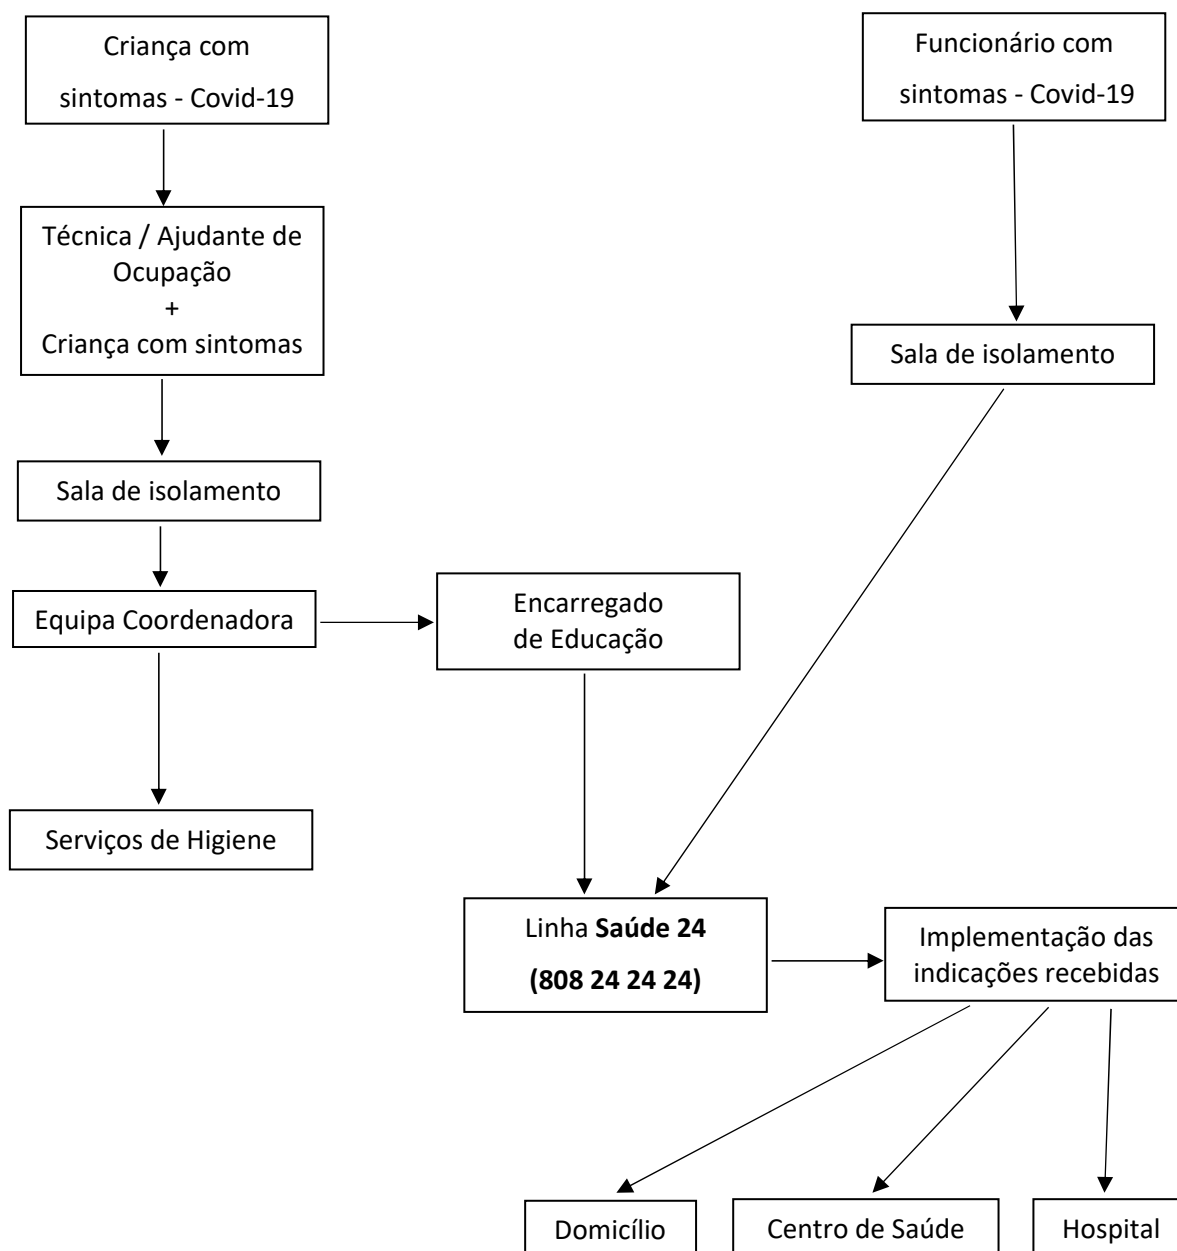 Criança com
sintomas - Covid-19
Funcionário com
sintomas - Covid-19
Técnica / Ajudante de
Ocupação
+
Criança com sintomas
Sala de isolamento
Sala de isolamento
Equipa Coordenadora
Encarregado
de Educação
Serviços de Higiene
Linha Saúde 24
(808 24 24 24)
Implementação das
indicações recebidas
Domicílio
Centro de Saúde
Hospital